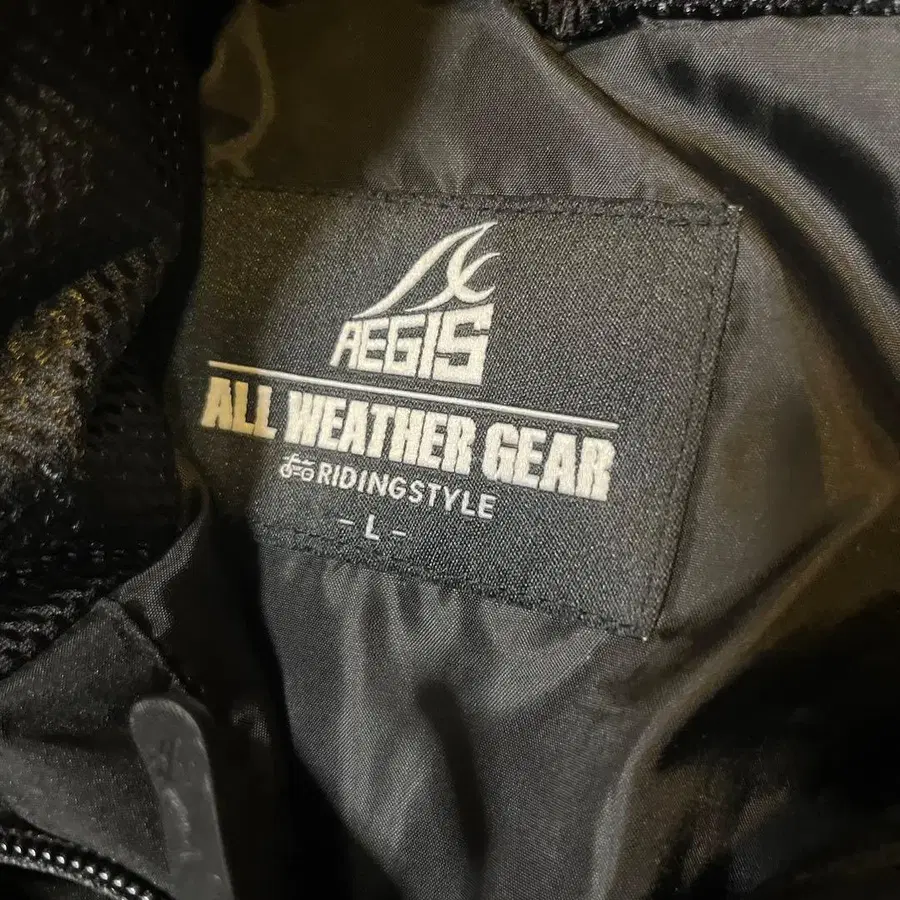 AEGIS
ALL WEATHER GEAR
RIDINGSTYLE
- L -